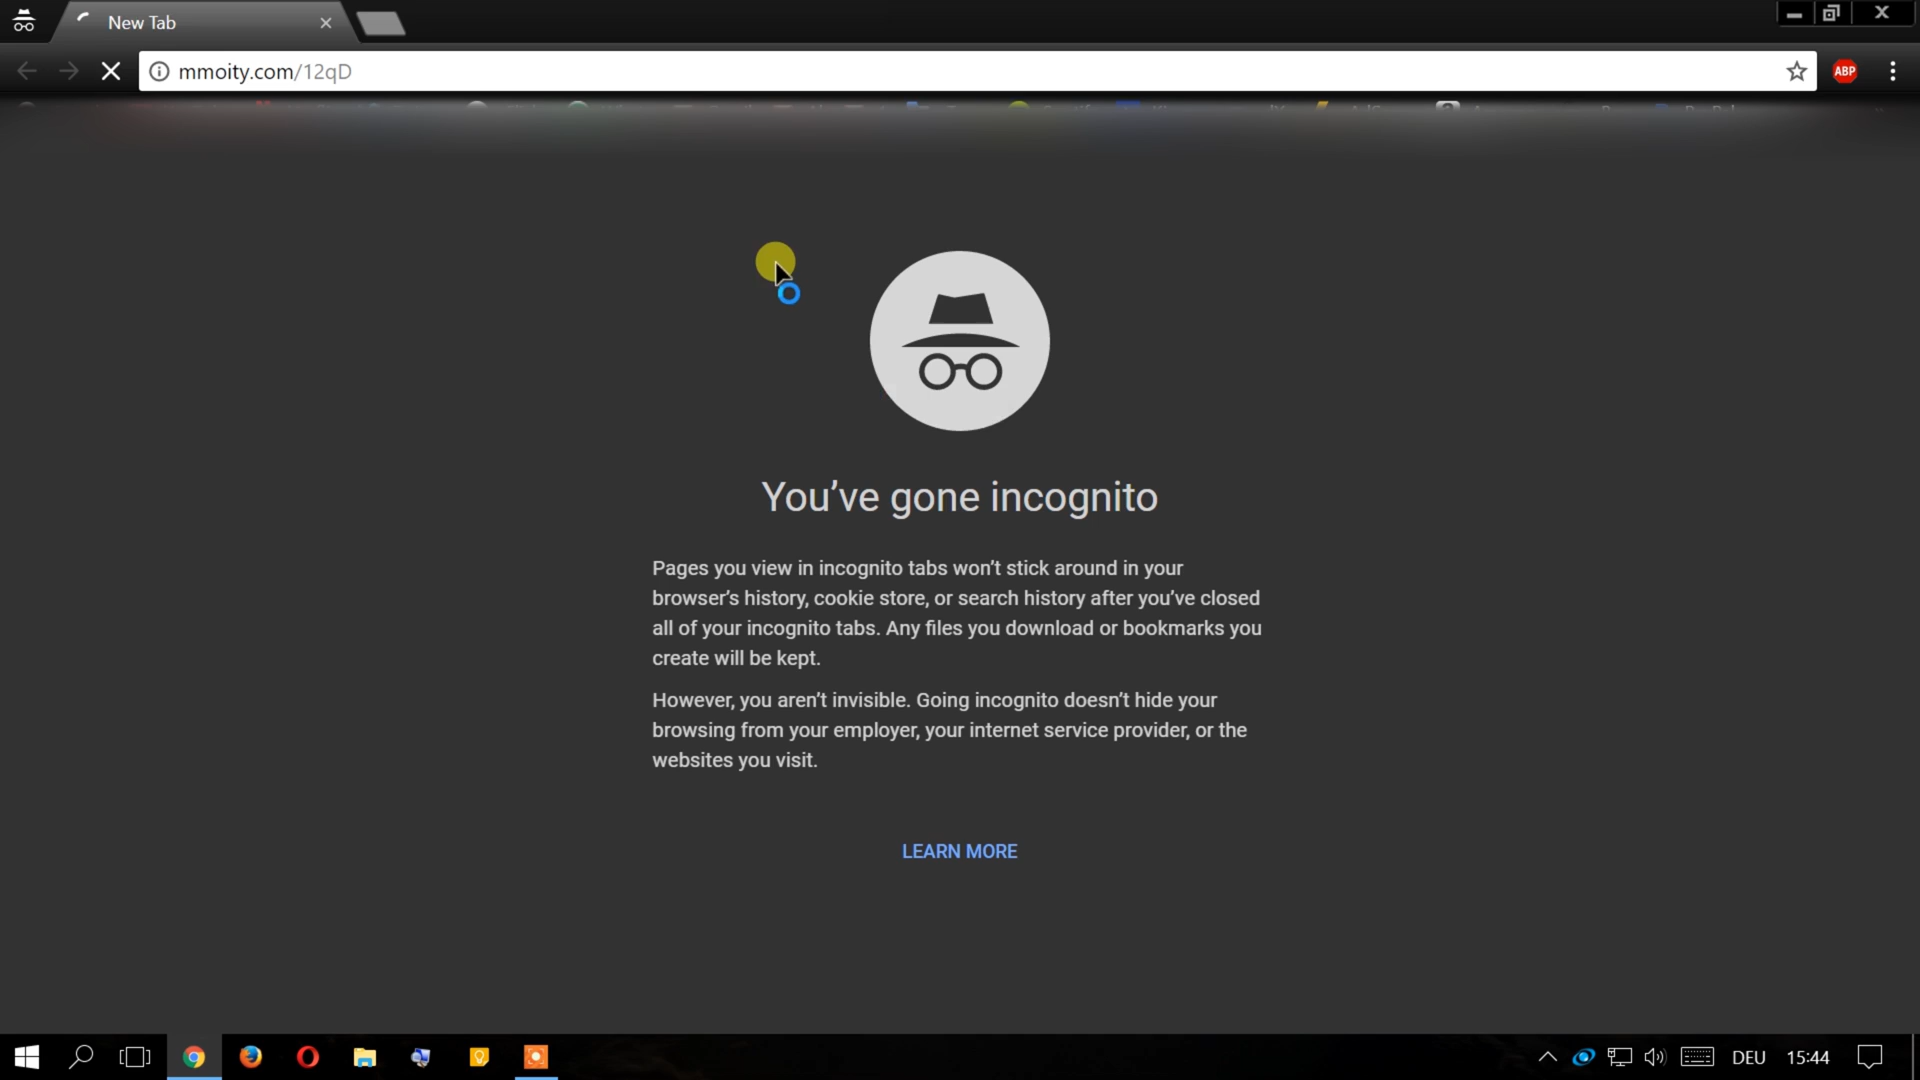 New Tab
mmoity.com/12qD
ABP
You've gone incognito
Pages you view in incognito tabs won't stick around in your
browser's history, cookie store, or search history after you've closed
all of your incognito tabs. Any files you download or bookmarks you
create will be kept.
However, you aren't invisible. Going incognito doesn't hide your
browsing from your employer, your internet service provider, or the
websites you visit.
LEARN MORE
DEU
15:44